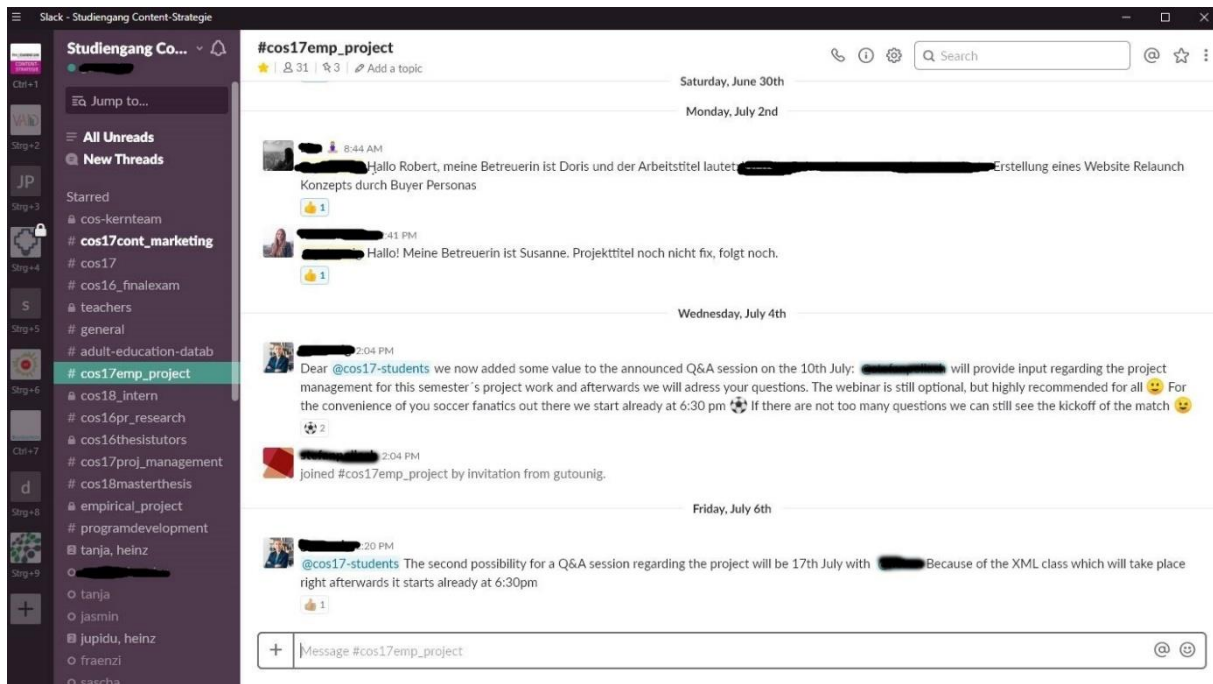 Slack - Studiengang Content-Strategie
Ctrl+1
Strg+2
JP
Strg+3
Strg+4
S
Strg+5
Strg+6
Ctrl+7
d
Strg+8
Strg+9
+
Studiengang Co...
Jump to...
All Unreads
New Threads
Starred
cos-kernteam
# cos17cont_marketing
# cos17
# cos16_finalexam
teachers
# general
# adult-education-datab
# cos17emp_project
cos18_intern
# cos16pr_research
cos16thesistutors
# cos17proj_management
# cos18masterthesis
empirical_project
# programdevelopment
2 tanja, heinz
tanja
jasmin
2 jupidu, heinz
fraenzi
sascha
#cos17emp_project
31 | 3 | Add a topic
Search
Saturday, June 30th
Monday, July 2nd
8:44 AM
Hallo Robert, meine Betreuerin ist Doris und der Arbeitstitel lautet: Erstellung eines Website Relaunch
Konzepts durch Buyer Personas
1
:41 PM
Hallo! Meine Betreuerin ist Susanne. Projekttitel noch nicht fix, folgt noch.
1
Wednesday, July 4th
2:04 PM
Dear @cos17-students we now added some value to the announced Q&A session on the 10th July: will provide input regarding the project
management for this semester´s project work and afterwards we will adress your questions. The webinar is still optional, but highly recommended for all For
the convenience of you soccer fanatics out there we start already at 6:30 pm If there are not too many questions we can still see the kickoff of the match
2
2:04 PM
joined #cos17emp_project by invitation from gutounig.
Friday, July 6th
:20 PM
@cos17-students The second possibility for a Q&A session regarding the project will be 17th July with Because of the XML class which will take place
right afterwards it starts already at 6:30pm
1
+ Message #cos17emp_project